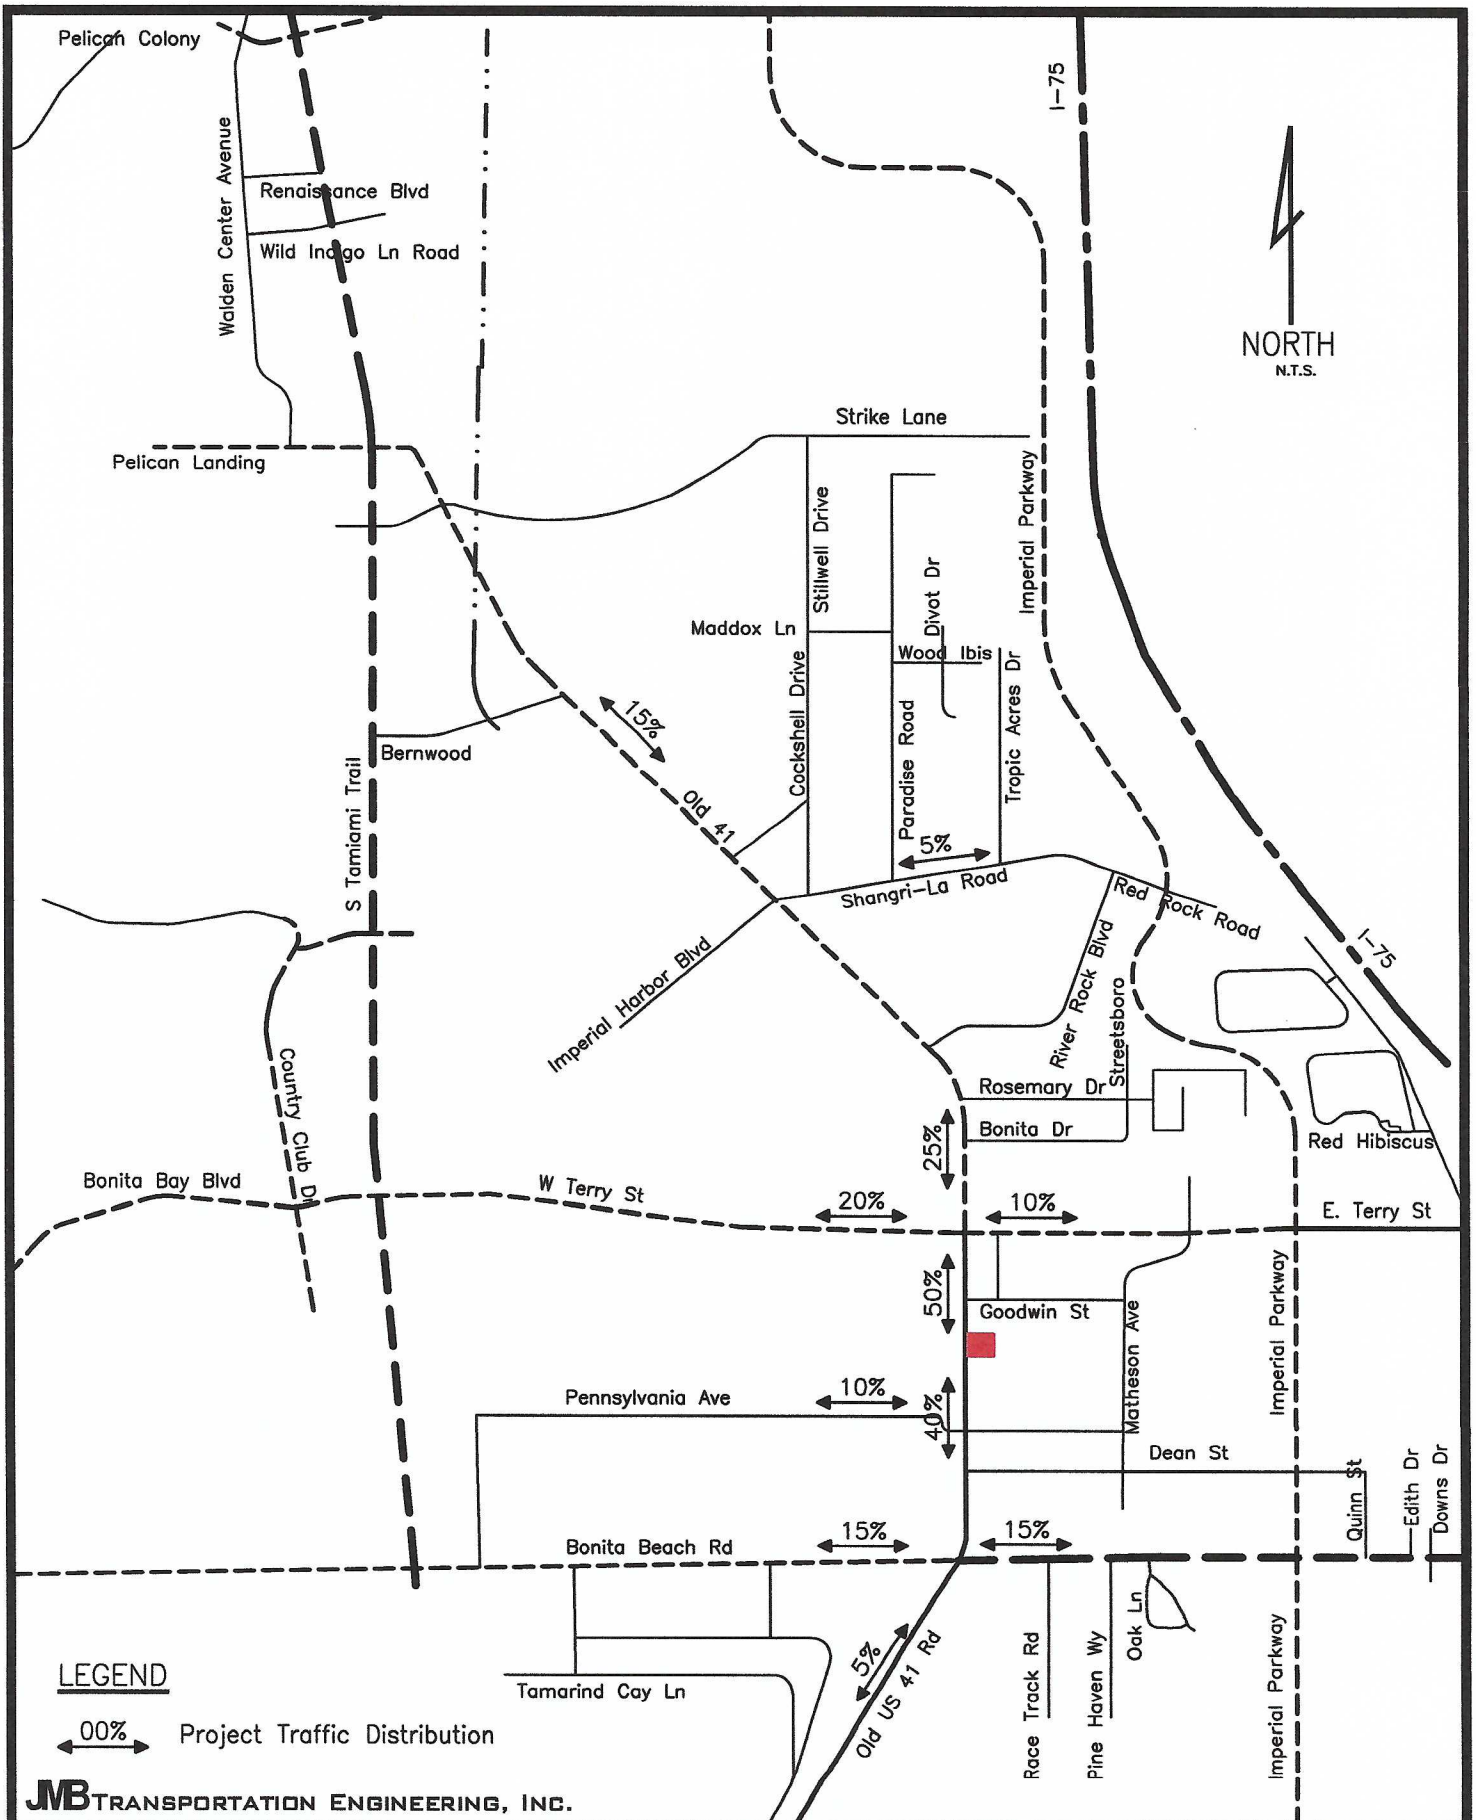 Pelican Colony
I-75
Walden Center Avenue
Renaissance Blvd
Wild Indigo Ln Road
NORTH
N.T.S.
Strike Lane
Pelican Landing
Imperial Parkway
Stillwell Drive
Divot Dr
Maddox Ln
Wood Ibis
Cockshell Drive
Paradise Road
Tropic Acres Dr
15%
Bernwood
S Tamiami Trail
Old 41
5%
Shangri-La Road
Red Rock Road
I-75
Imperial Harbor Blvd
River Rock Blvd
Streetsboro
Country Club Dr
Rosemary Dr
25%
Bonita Dr
Red Hibiscus
Bonita Bay Blvd
W Terry St
20%
10%
E. Terry St
50%
Goodwin St
Matheson Ave
Imperial Parkway
Pennsylvania Ave
10%
40%
Dean St
Quinn St
Edith Dr
Downs Dr
Bonita Beach Rd
15%
15%
Oak Ln
LEGEND
5%
Old US 41 Rd
Race Track Rd
Pine Haven Wy
Imperial Parkway
Tamarind Cay Ln
00% Project Traffic Distribution
JMB TRANSPORTATION ENGINEERING, INC.